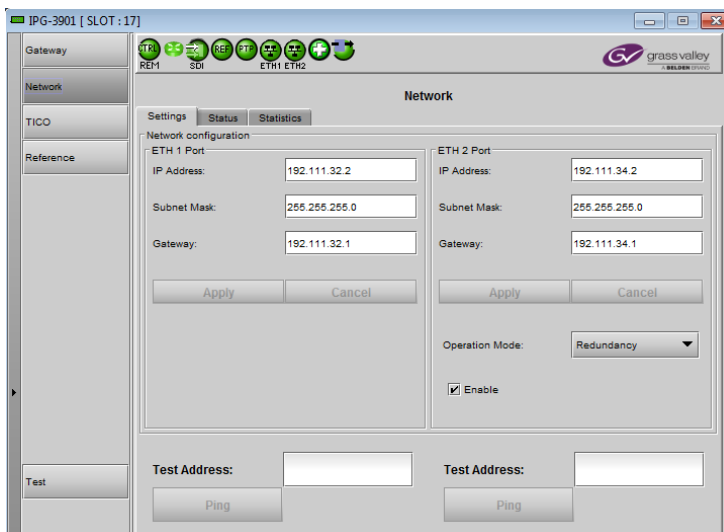 IPG-3901 [ SLOT : 17]
Gateway
Network
TICO
Reference
Test
CTRL REF PTP
REM SDI ETH1 ETH2
GV grass valley
A BELDEN BRAND
Network
Settings Status Statistics
Network configuration
ETH 1 Port
IP Address: 192.111.32.2
Subnet Mask: 255.255.255.0
Gateway: 192.111.32.1
Apply Cancel
ETH 2 Port
IP Address: 192.111.34.2
Subnet Mask: 255.255.255.0
Gateway: 192.111.34.1
Apply Cancel
Operation Mode: Redundancy
Enable
Test Address:
Ping
Test Address:
Ping